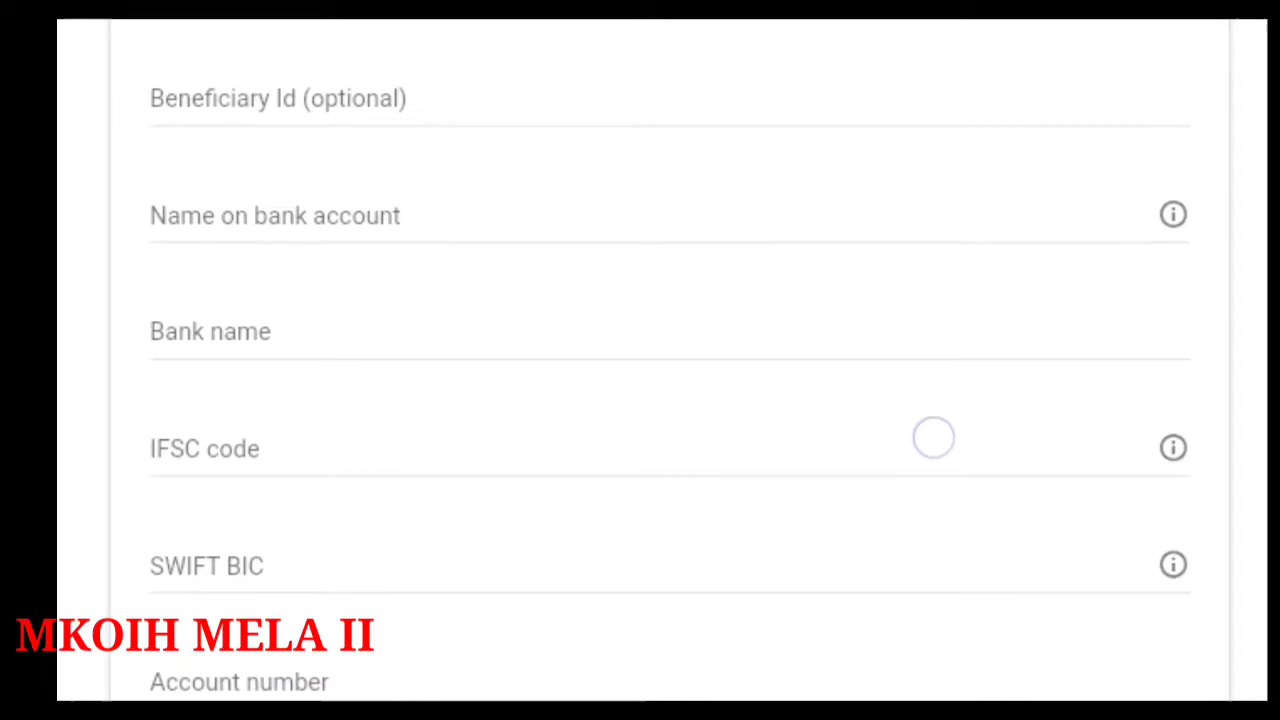 Beneficiary Id (optional)
Name on bank account
Bank name
IFSC code
SWIFT BIC
MKOIH MELA II
Account number